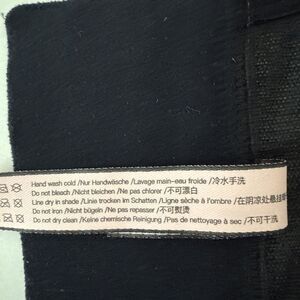 Hand wash cold /Nur Handwäsche /Lavage main-eau froide /冷水手洗
Do not bleach /Nicht bleichen /Ne pas chlorer /不可漂白
Line dry in shade /Linie trocken im Schatten /Ligne sèche à l'ombre /在阴凉处悬挂
Do not iron /Nicht bügeln /Ne pas repasser /不可熨烫
Do not dry clean /Keine chemische Reinigung /Pas de nettoyage à sec /不可干洗